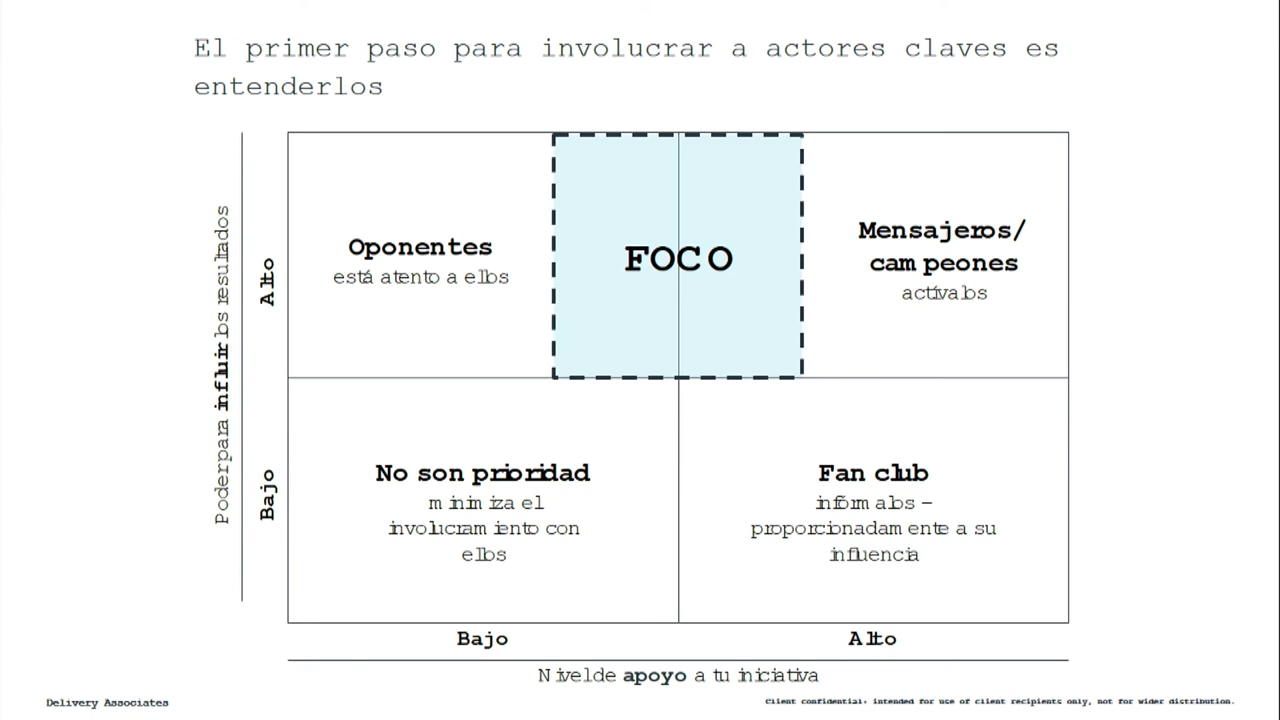 El primer paso para involucrar a actores claves es
entenderlos
Poder para influir los resultados
Alto
Bajo
Oponentes
está atento a ellos
FOCO
Mensajeros/
campeones
actívalos
No son prioridad
minimiza el
involucramiento con
ellos
Fan club
infórmalos –
proporcionadamente a su
influencia
Bajo
Alto
Nivel de apoyo a tu iniciativa
Delivery Associates
Client confidential: intended for use of client recipients only, not for wider distribution.